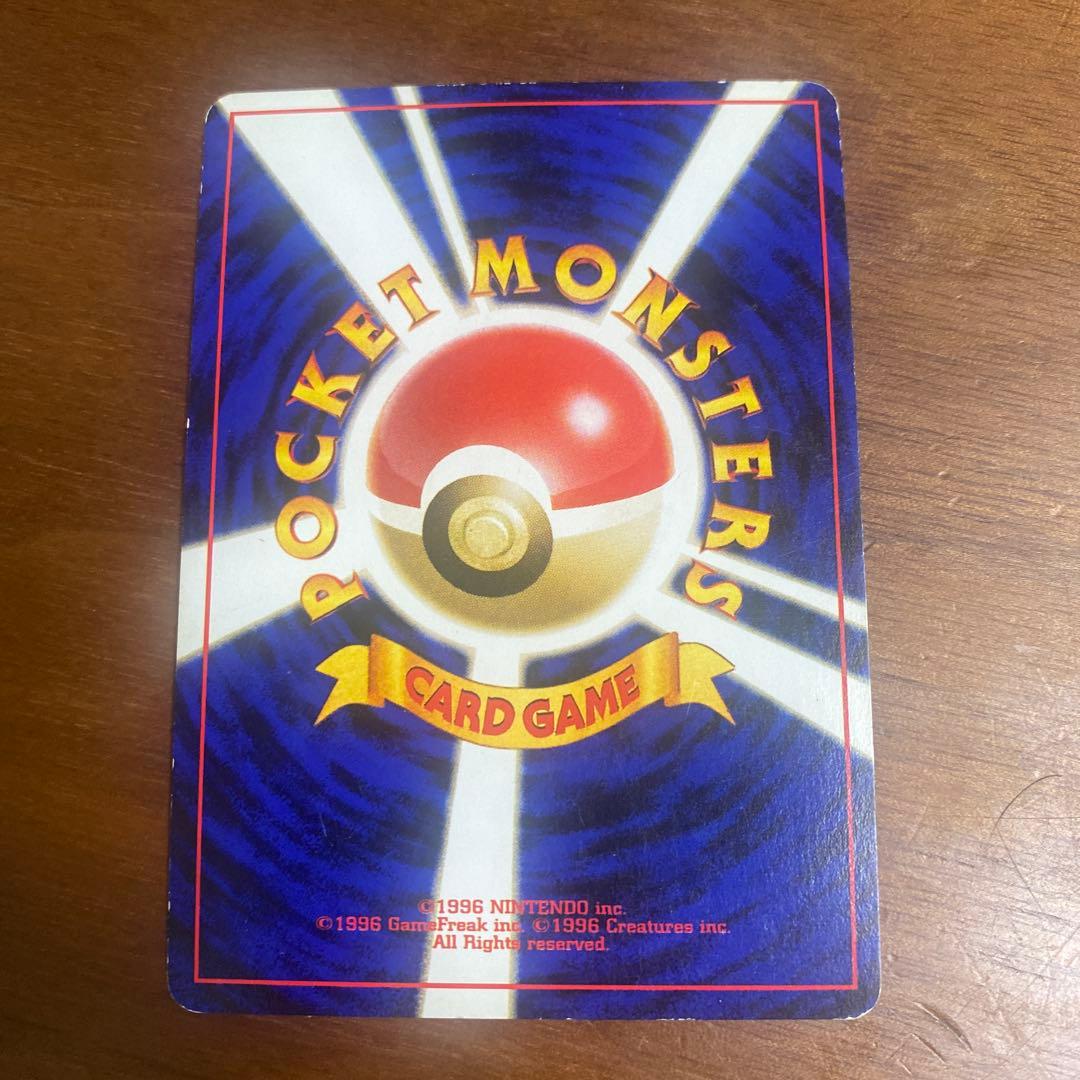 POCKET MONSTERS
CARD GAME
©1996 NINTENDO inc.
©1996 GameFreak inc. ©1996 Creatures inc.
All Rights reserved.